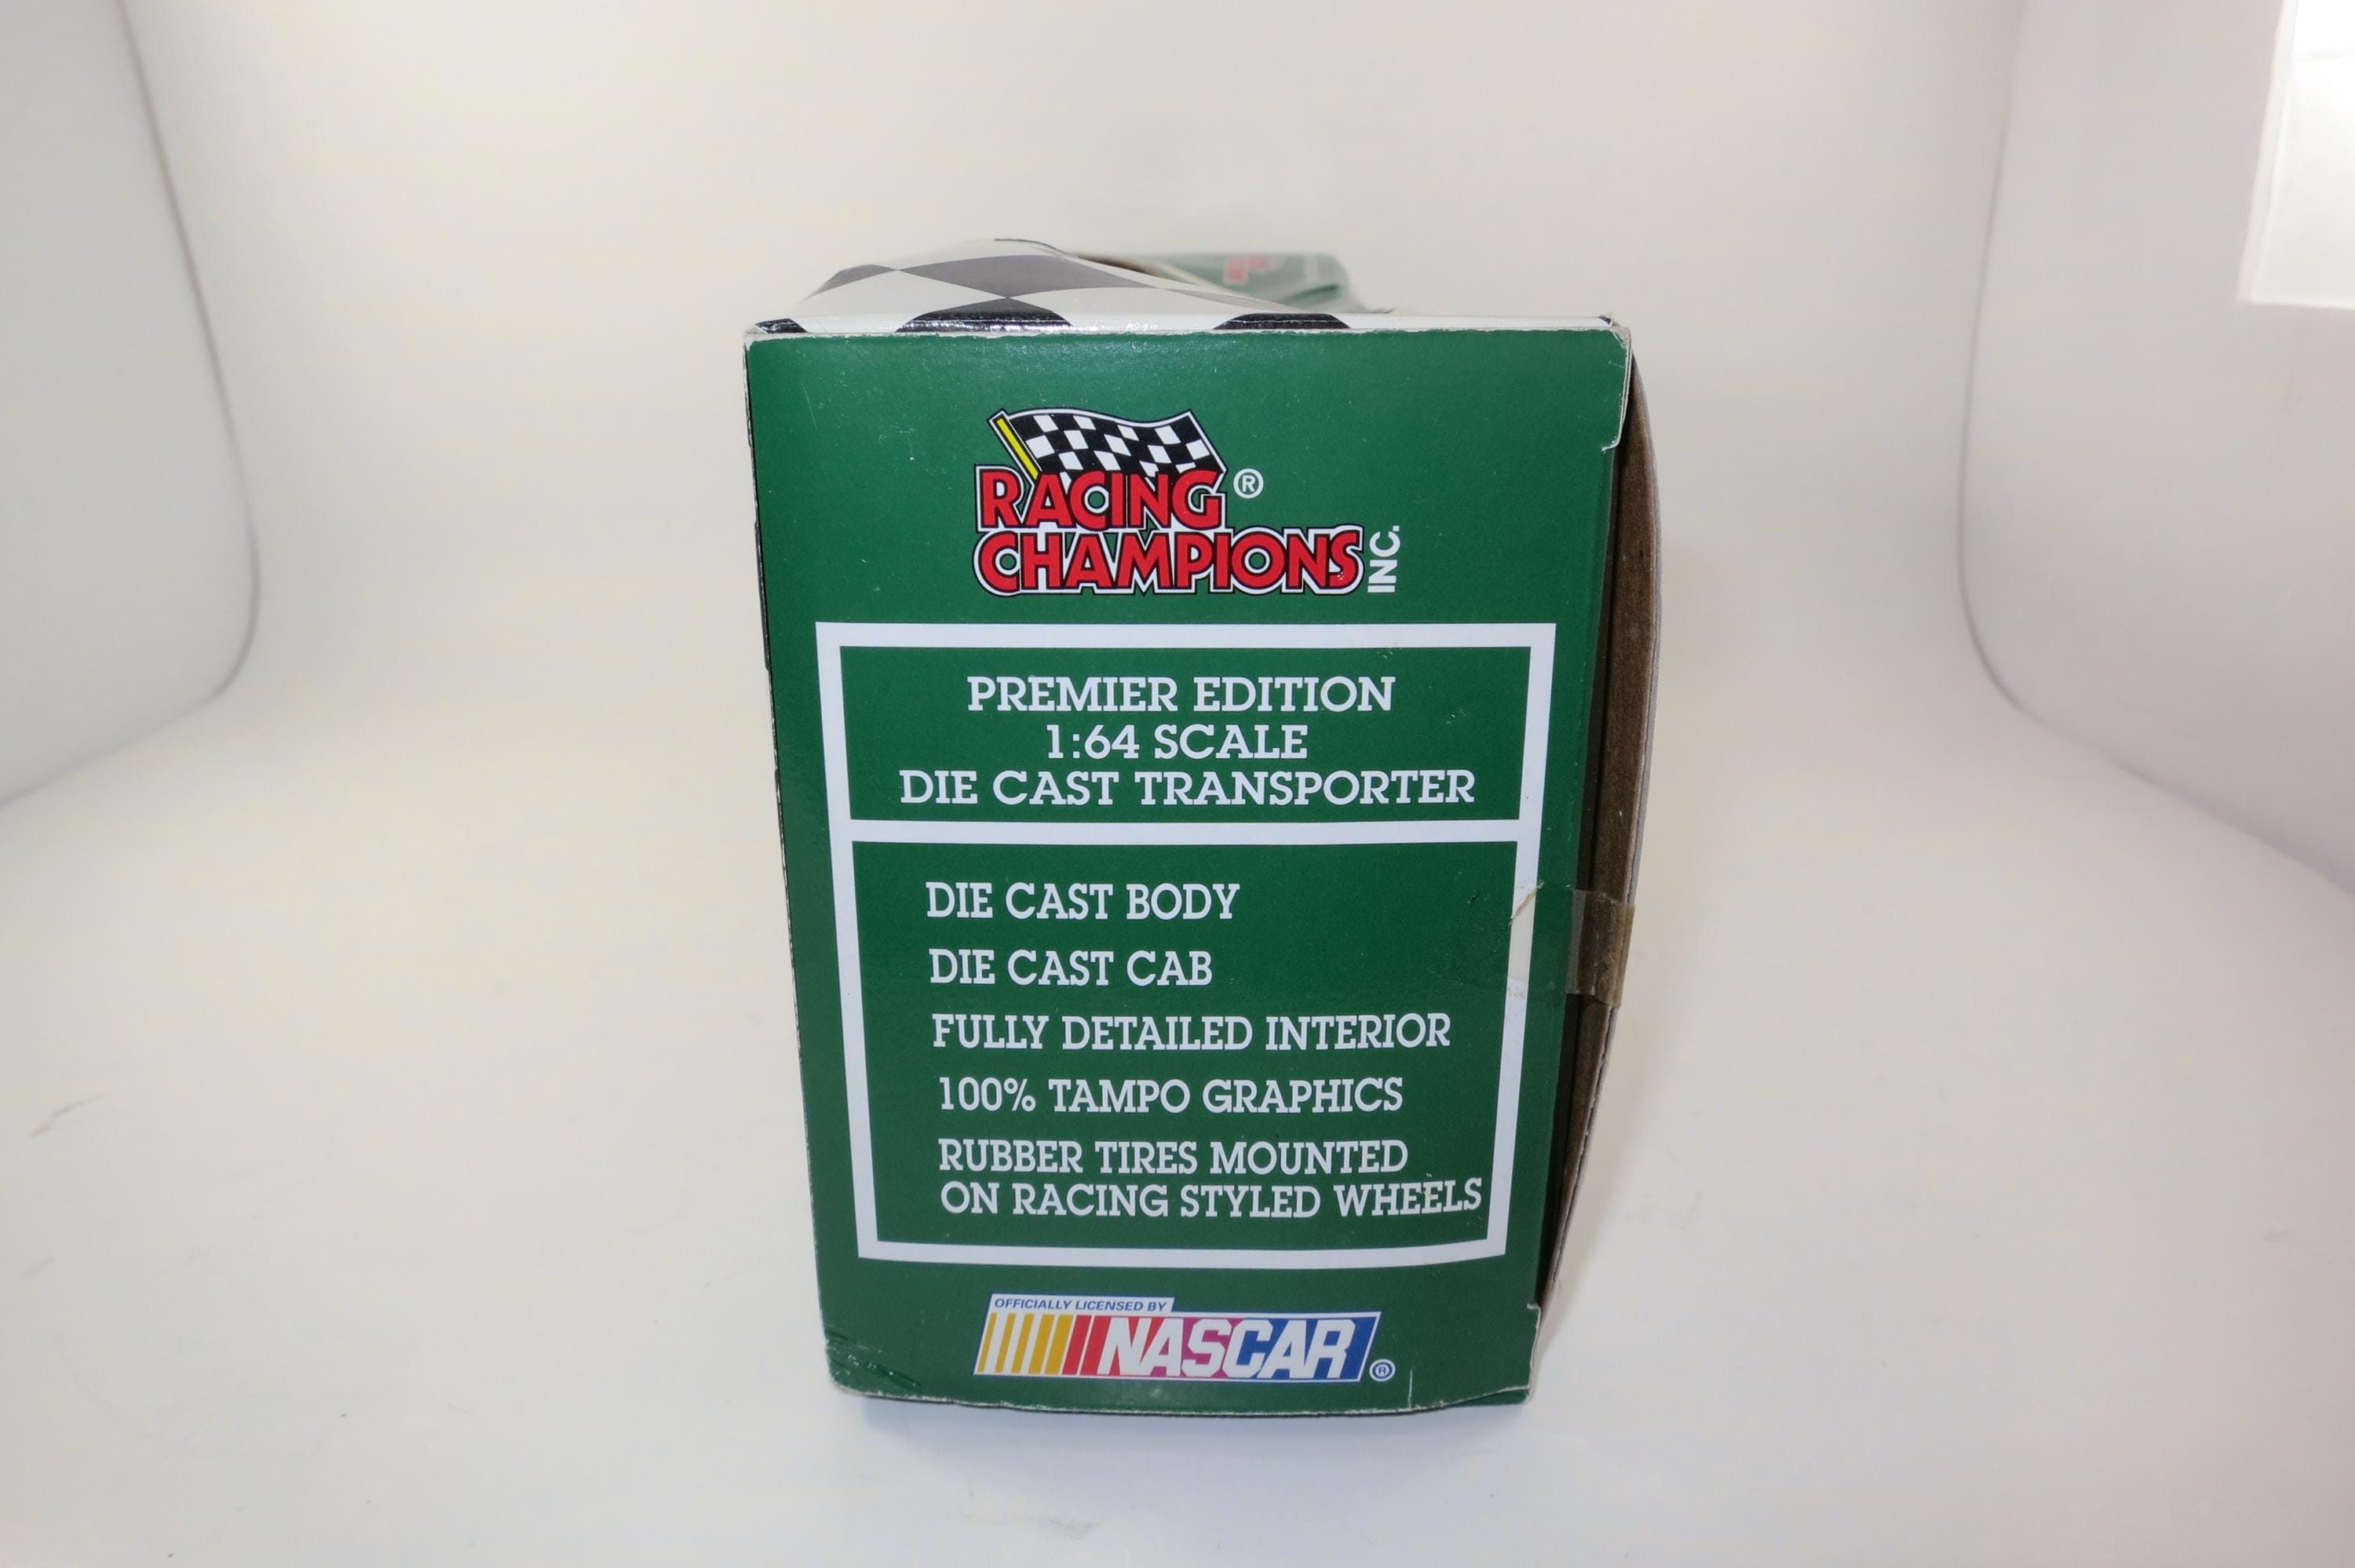 RACING ®
CHAMPIONS INC.
PREMIER EDITION
1:64 SCALE
DIE CAST TRANSPORTER
DIE CAST BODY
DIE CAST CAB
FULLY DETAILED INTERIOR
100% TAMPO GRAPHICS
RUBBER TIRES MOUNTED
ON RACING STYLED WHEELS
OFFICIALLY LICENSED BY
NASCAR ®